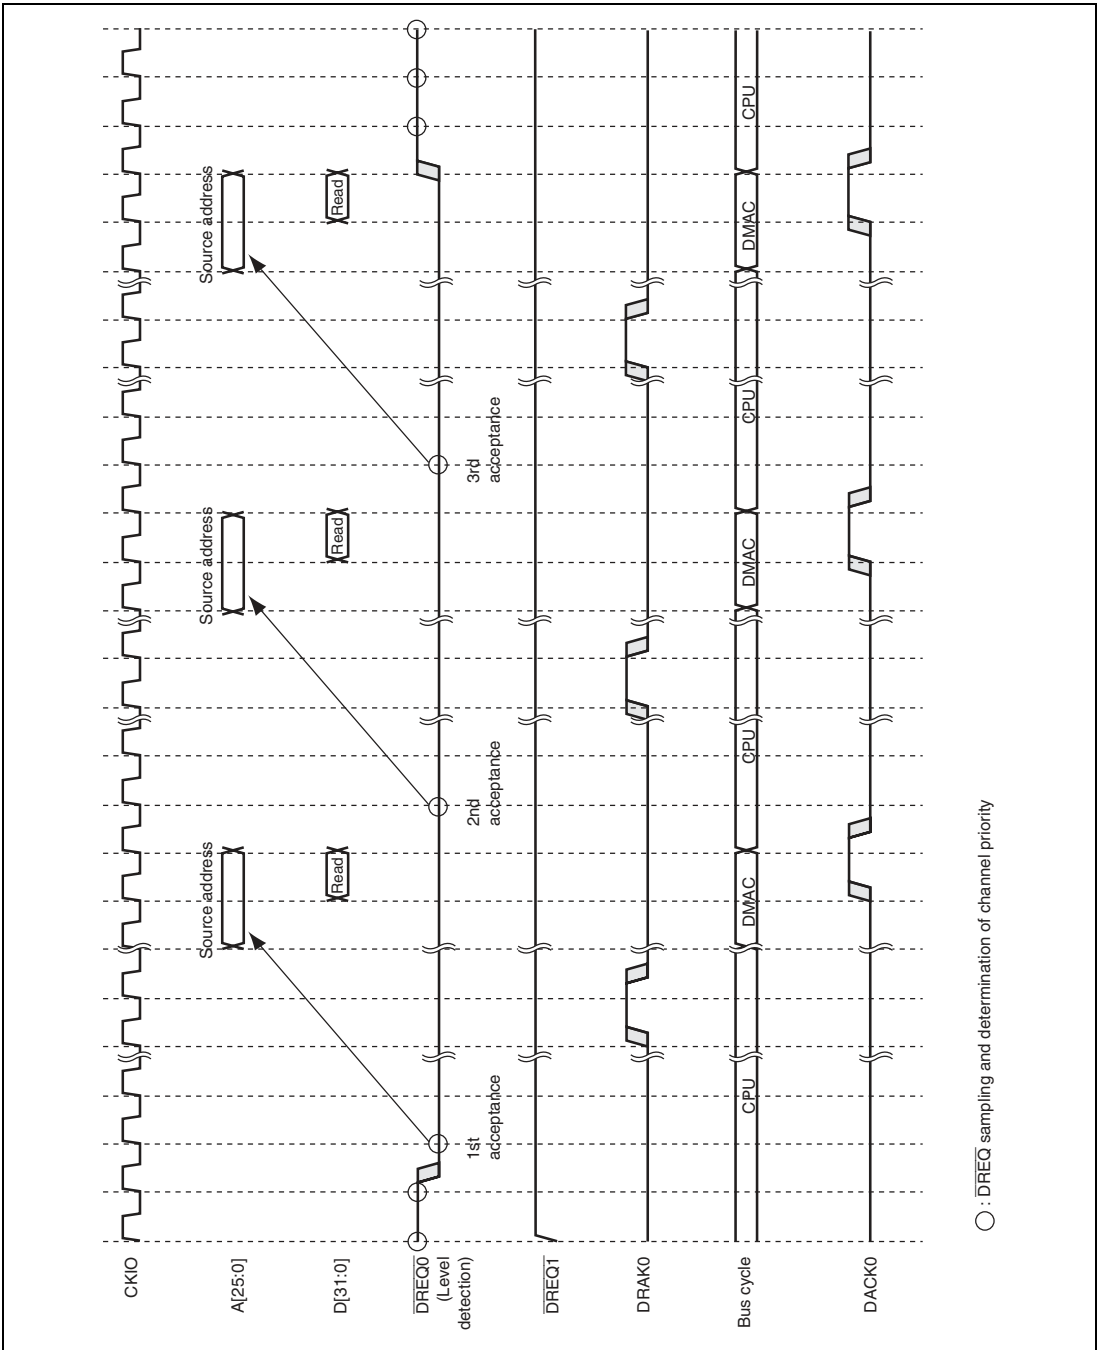 CKIO
A[25:0]
Source address
Source address
Source address
D[31:0]
Read
Read
Read
DREQ0
(Level
detection)
1st
acceptance
2nd
acceptance
3rd
acceptance
DREQ1
DRAK0
Bus cycle
CPU
DMAC
CPU
DMAC
CPU
DMAC
CPU
DACK0
: DREQ sampling and determination of channel priority